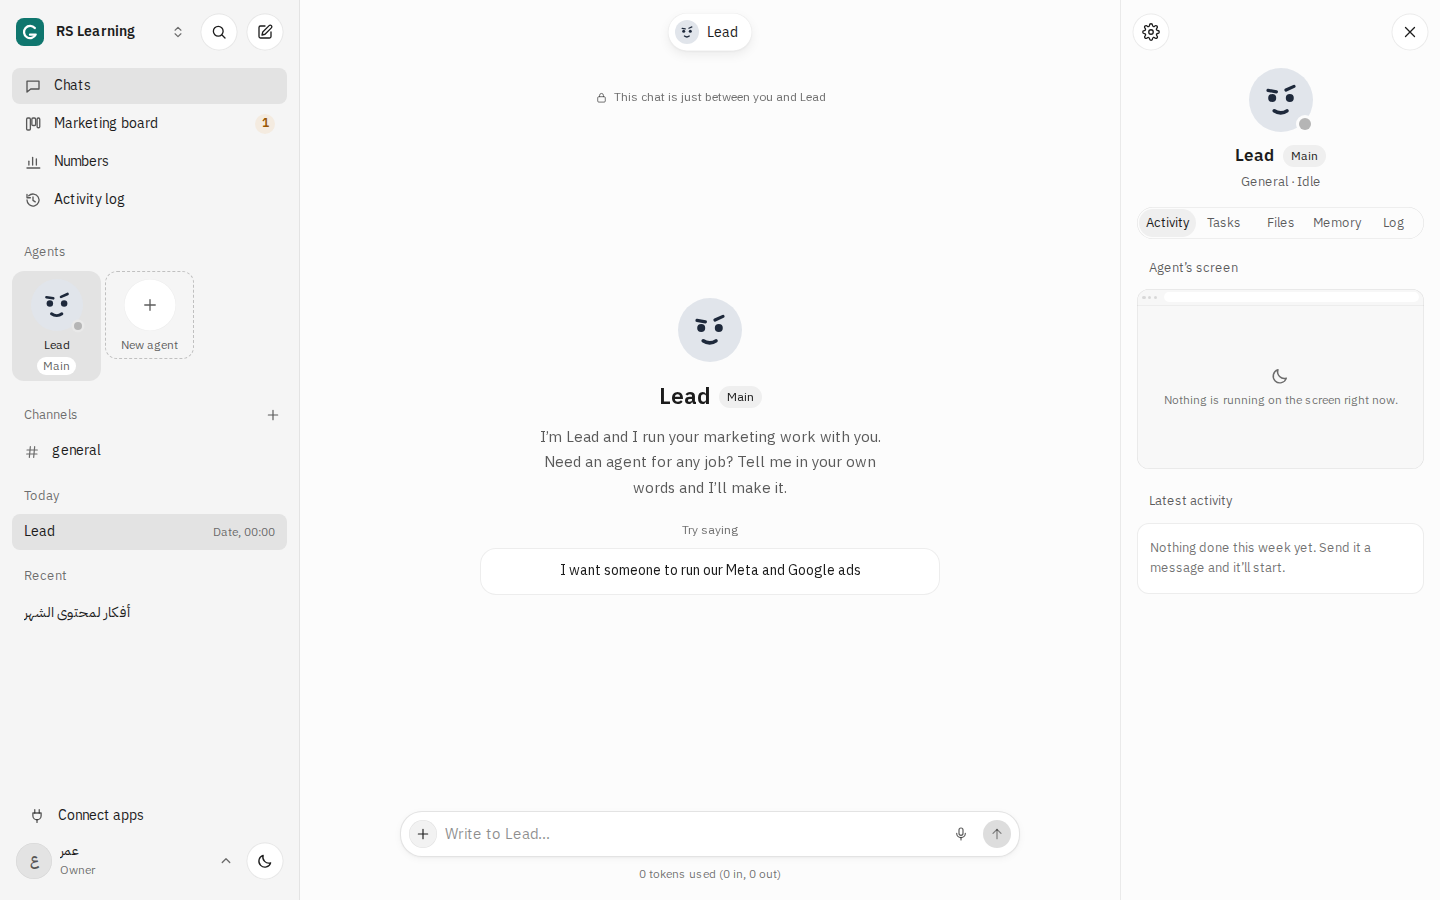 RS Learning
Chats
Marketing board
1
Numbers
Activity log
Agents
Lead
Main
New agent
Channels
general
Today
Lead
Date, 00:00
Recent
أفكار لمحتوى الشهر
Connect apps
ع
عمر
Owner
Lead
This chat is just between you and Lead
Lead
Main
I'm Lead and I run your marketing work with you.
Need an agent for any job? Tell me in your own
words and I'll make it.
Try saying
I want someone to run our Meta and Google ads
Write to Lead...
0 tokens used (0 in, 0 out)
Lead
Main
General · Idle
Activity
Tasks
Files
Memory
Log
Agent's screen
Nothing is running on the screen right now.
Latest activity
Nothing done this week yet. Send it a
message and it'll start.